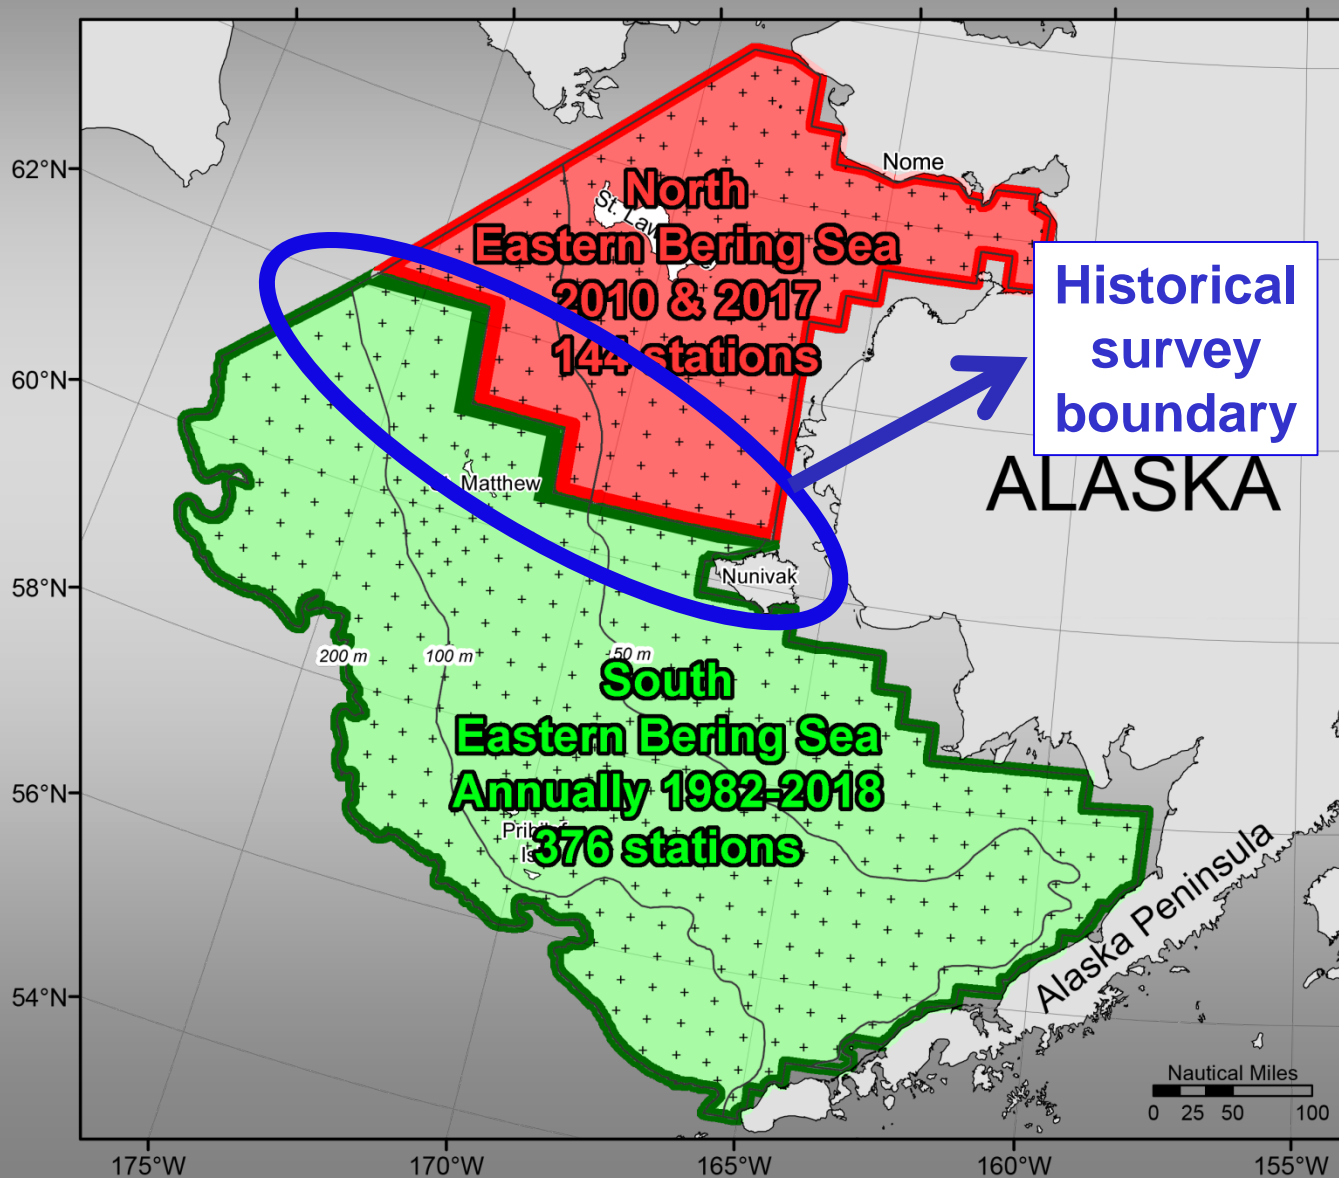 62°N
60°N
58°N
56°N
54°N
175°W
170°W
165°W
160°W
155°W
Nome
St. Law
North
Eastern Bering Sea
2010 & 2017
144 stations
Historical
survey
boundary
ALASKA
Matthew
Nunivak
200 m
100 m
50 m
South
Eastern Bering Sea
Annually 1982-2018
376 stations
Alaska Peninsula
Nautical Miles
0 25 50 100